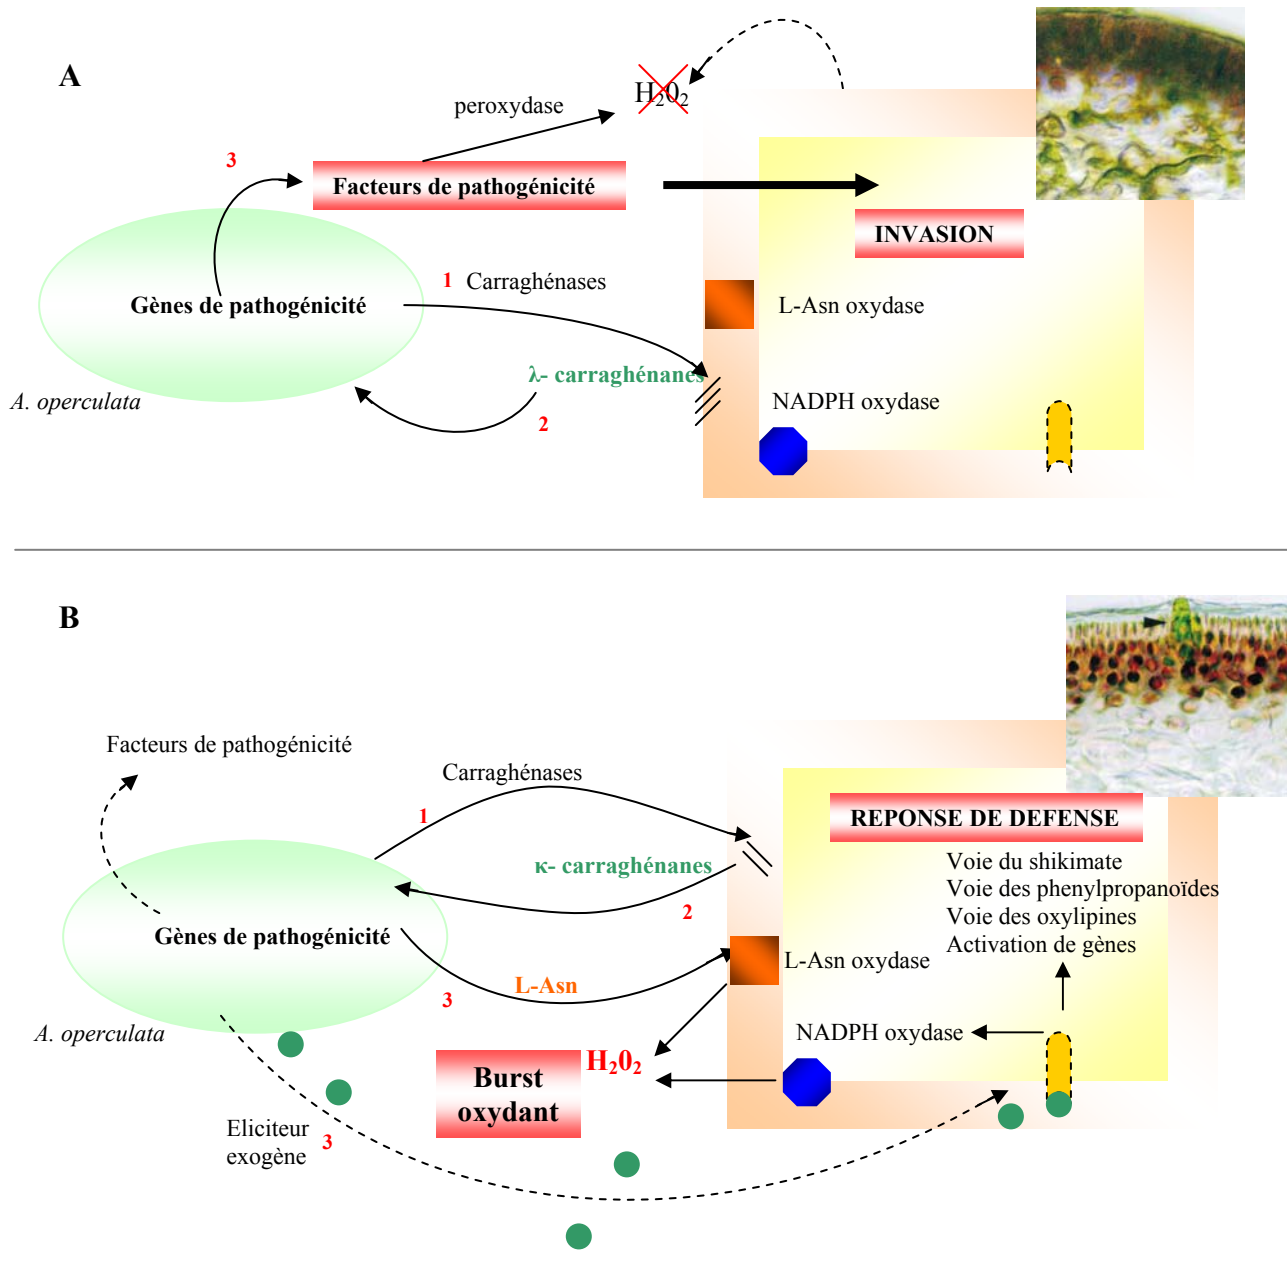 A
H₂0₂
peroxydase
3
Facteurs de pathogénicité
INVASION
1 Carraghénases
Gènes de pathogénicité
L-Asn oxydase
λ- carraghénanes
A. operculata
NADPH oxydase
2
B
Facteurs de pathogénicité
Carraghénases
1
REPONSE DE DEFENSE
Voie du shikimate
Voie des phenylpropanoïdes
Voie des oxylipines
Activation de gènes
κ- carraghénanes
2
Gènes de pathogénicité
L-Asn oxydase
L-Asn
3
A. operculata
NADPH oxydase
H₂0₂
Burst
oxydant
Eliciteur
exogène
3